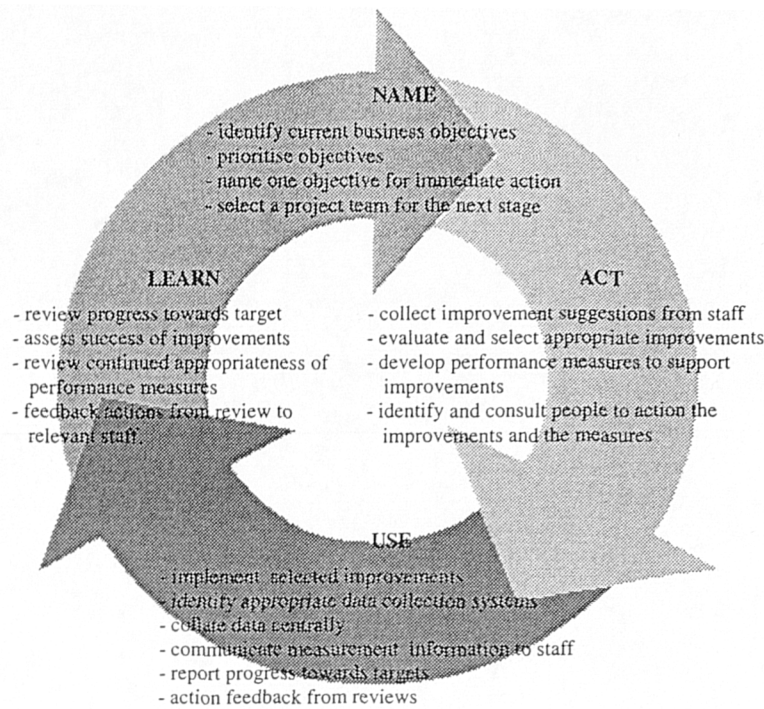 NAME
- identify current business objectives
- prioritise objectives
- name one objective for immediate action
- select a project team for the next stage
LEARN
- review progress towards target
- assess success of improvements
- review continued appropriateness of
performance measures
- feedback actions from review to
relevant staff.
ACT
- collect improvement suggestions from staff
- evaluate and select appropriate improvements
- develop performance measures to support
improvements
- identify and consult people to action the
improvements and the measures
USE
- implement selected improvements
- identify appropriate data collection systems
- collate data centrally
- communicate measurement information to staff
- report progress towards targets
- action feedback from reviews